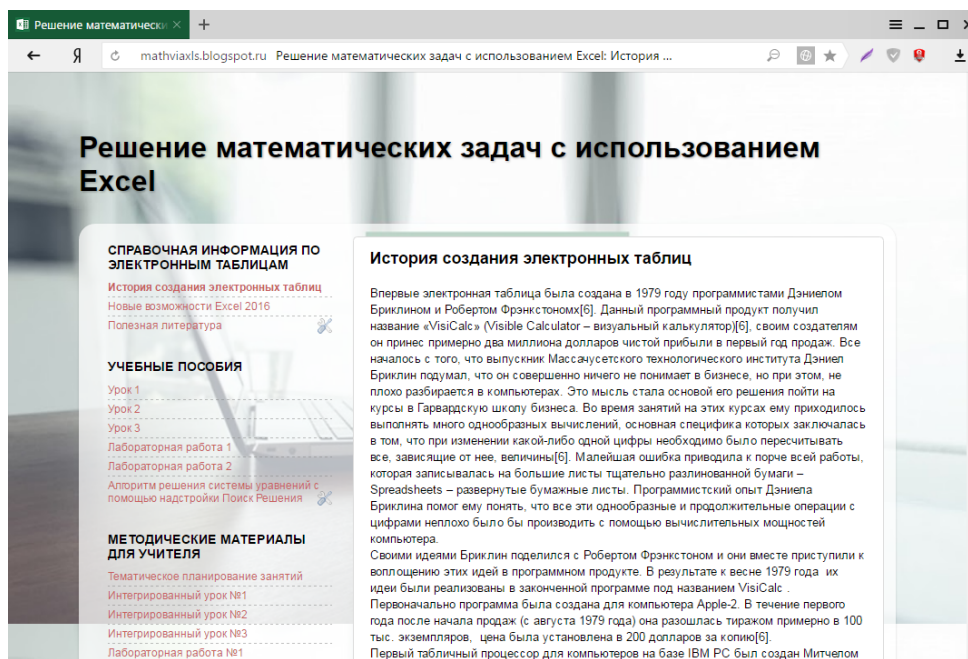 Решение математически
Я
mathviaxls.blogspot.ru Решение математических задач с использованием Excel: История ...
Решение математических задач с использованием
Excel
СПРАВОЧНАЯ ИНФОРМАЦИЯ ПО
ЭЛЕКТРОННЫМ ТАБЛИЦАМ
История создания электронных таблиц
Новые возможности Excel 2016
Полезная литература
УЧЕБНЫЕ ПОСОБИЯ
Урок 1
Урок 2
Урок 3
Лабораторная работа 1
Лабораторная работа 2
Алгоритм решения системы уравнений с
помощью надстройки Поиск Решения
МЕТОДИЧЕСКИЕ МАТЕРИАЛЫ
ДЛЯ УЧИТЕЛЯ
Тематическое планирование занятий
Интегрированный урок №1
Интегрированный урок №2
Интегрированный урок №3
Лабораторная работа №1
История создания электронных таблиц
Впервые электронная таблица была создана в 1979 году программистами Дэниелом
Бриклином и Робертом Фрэнкстономх[6]. Данный программный продукт получил
название «VisiCalc» (Visible Calculator – визуальный калькулятор)[6], своим создателям
он принес примерно два миллиона долларов чистой прибыли в первый год продаж. Все
началось с того, что выпускник Массачусетского технологического института Дэниел
Бриклин подумал, что он совершенно ничего не понимает в бизнесе, но при этом, не
плохо разбирается в компьютерах. Это мысль стала основой его решения пойти на
курсы в Гарвардскую школу бизнеса. Во время занятий на этих курсах ему приходилось
выполнять много однообразных вычислений, основная специфика которых заключалась
в том, что при изменении какой-либо одной цифры необходимо было пересчитывать
все, зависящие от нее, величины[6]. Малейшая ошибка приводила к порче всей работы,
которая записывалась на большие листы тщательно разлинованной бумаги –
Spreadsheets – развернутые бумажные листы. Программистский опыт Дэниела
Бриклина помог ему понять, что все эти однообразные и продолжительные операции с
цифрами неплохо было бы производить с помощью вычислительных мощностей
компьютера.
Своими идеями Бриклин поделился с Робертом Фрэнкстоном и они вместе приступили к
воплощению этих идей в программном продукте. В результате к весне 1979 года их
идеи были реализованы в законченной программе под названием VisiCalc .
Первоначально программа была создана для компьютера Apple-2. В течение первого
года после начала продаж (с августа 1979 года) она разошлась тиражом примерно в 100
тыс. экземпляров, цена была установлена в 200 долларов за копию[6].
Первый табличный процессор для компьютеров на базе IBM PC был создан Митчелом